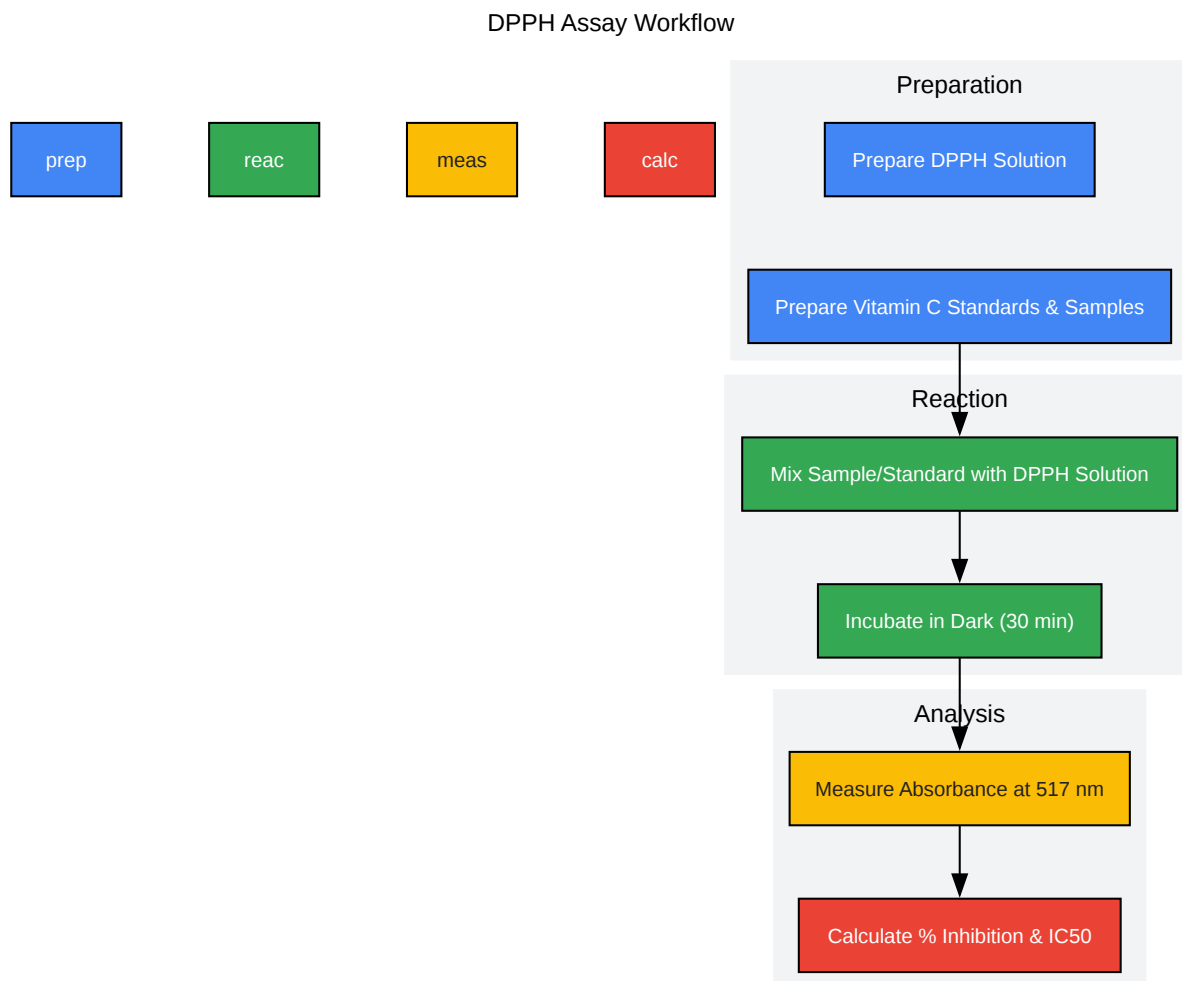 DPPH Assay Workflow
Preparation
prep
reac
meas
calc
Prepare DPPH Solution
Prepare Vitamin C Standards & Samples
Reaction
Mix Sample/Standard with DPPH Solution
Incubate in Dark (30 min)
Analysis
Measure Absorbance at 517 nm
Calculate % Inhibition & IC50